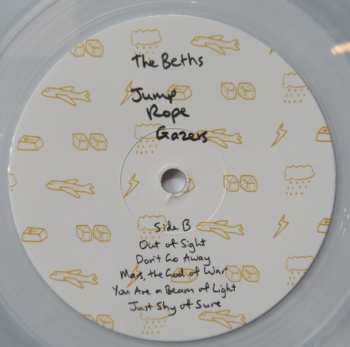 The Beths
Jump
Rope
Gazers
Side B
Out of Sight
Don't Go Away
Mars, the God of War
You Are a Beam of Light
Just Shy of Sure